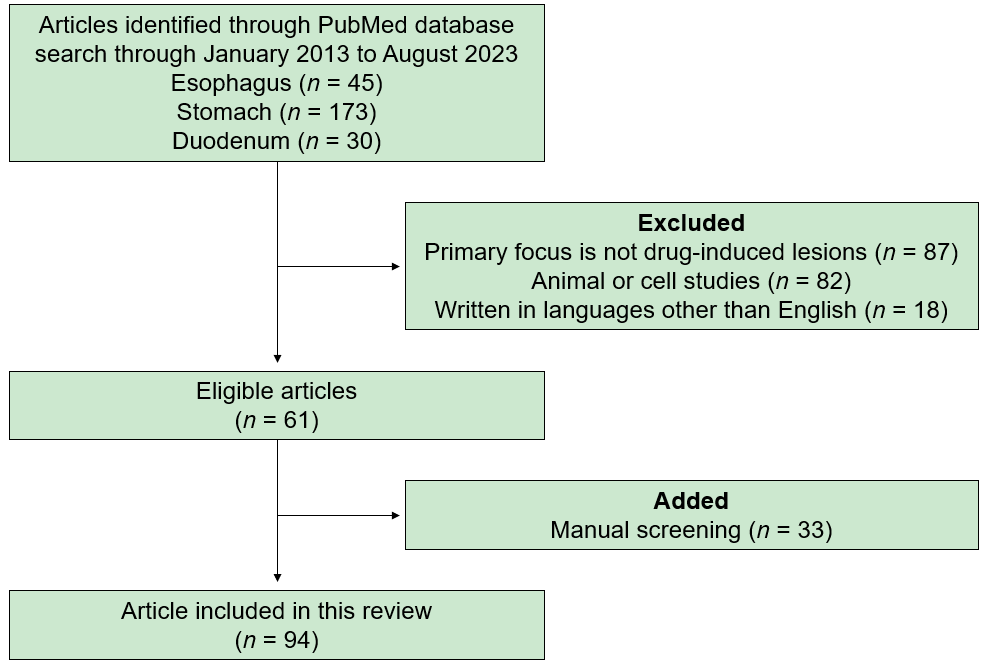 Articles identified through PubMed database
search through January 2013 to August 2023
Esophagus (n = 45)
Stomach (n = 173)
Duodenum (n = 30)
Excluded
Primary focus is not drug-induced lesions (n = 87)
Animal or cell studies (n = 82)
Written in languages other than English (n = 18)
Eligible articles
(n = 61)
Added
Manual screening (n = 33)
Article included in this review
(n = 94)